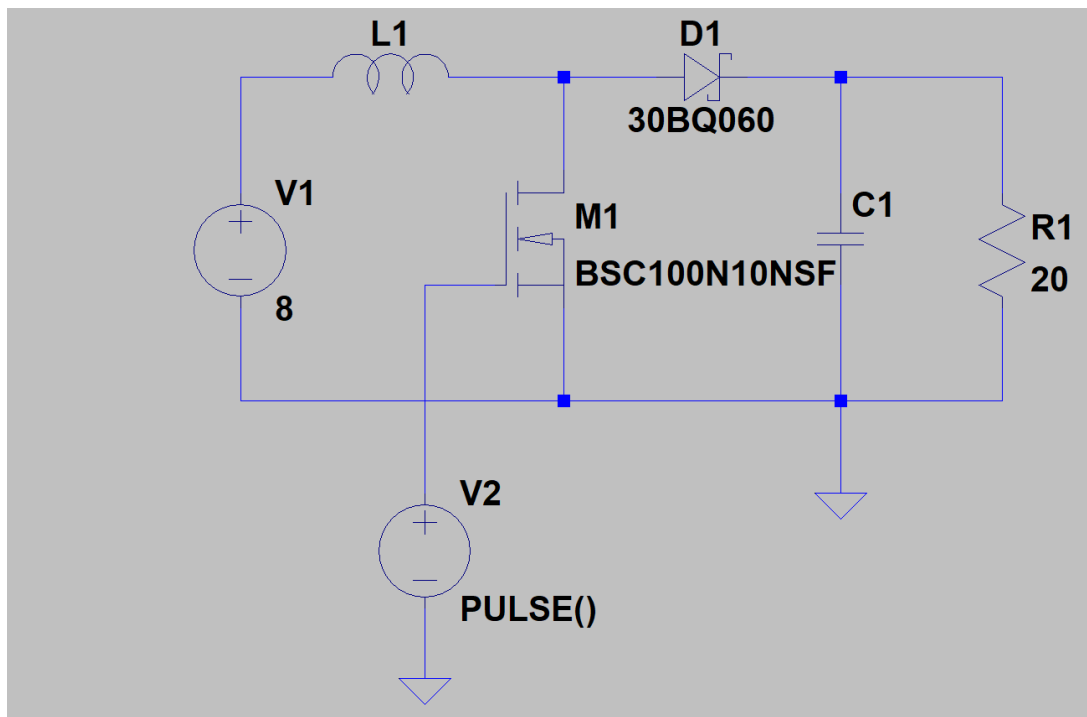 L1
D1
30BQ060
V1
8
M1
BSC100N10NSF
C1
R1
20
V2
PULSE()